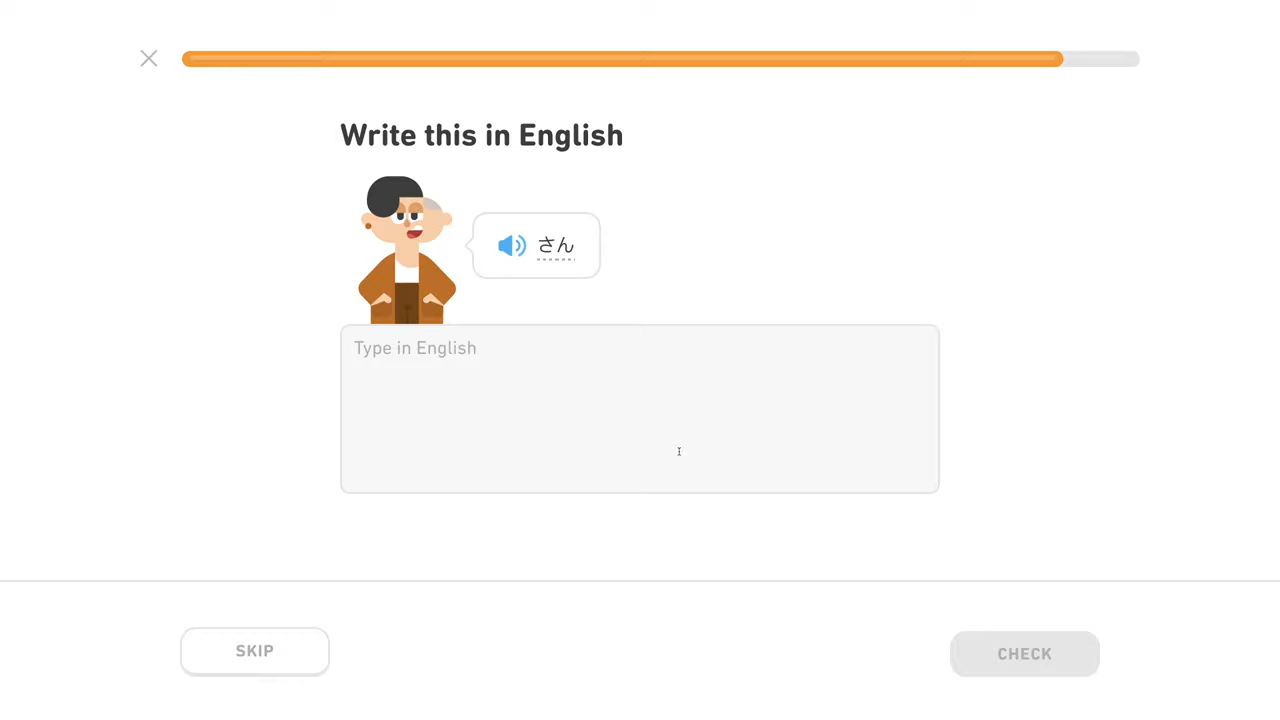 Write this in English
さん
Type in English
SKIP
CHECK